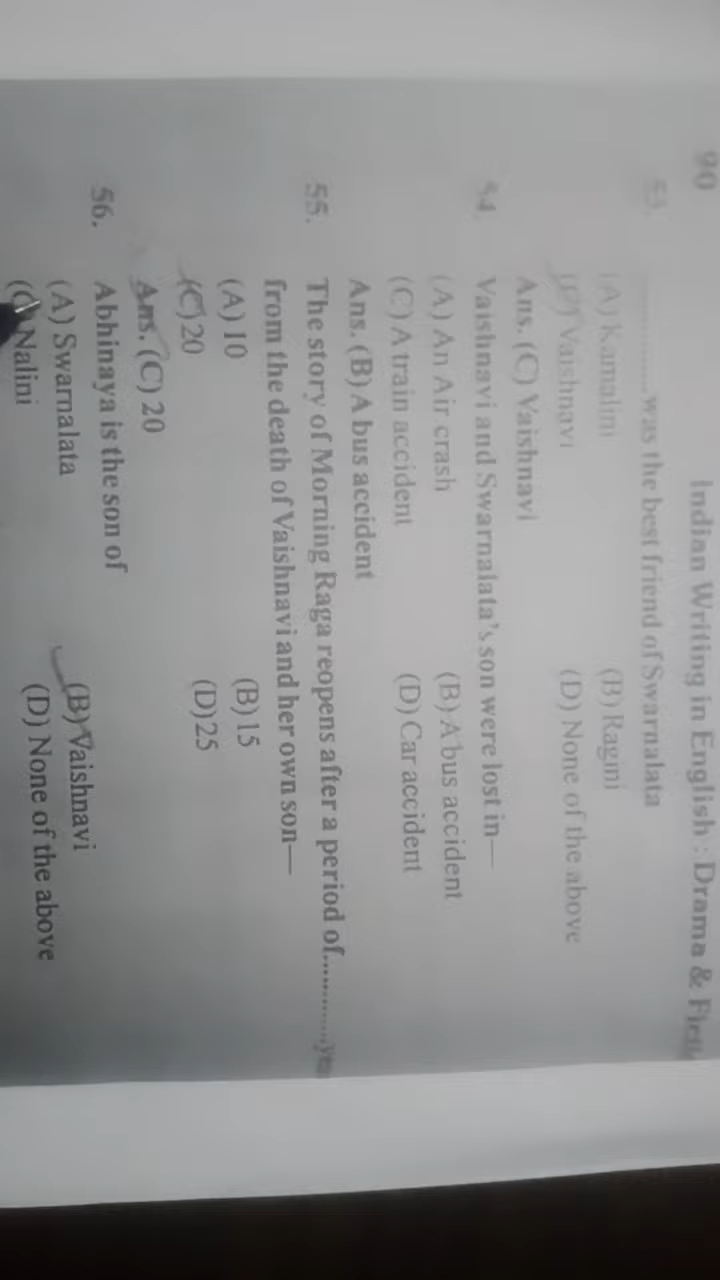 90
Indian Writing in English : Drama &
53. ............was the best friend of Swarnalata
(A) Kamalini (B) Ragini
Vaishnavi (D) None of the above
Ans. (C) Vaishnavi
54. Vaishnavi and Swarnalata's son were lost in—
(A) An Air crash (B) A bus accident
(C) A train accident (D) Car accident
Ans. (B) A bus accident
55. The story of Morning Raga reopens after a period of............
from the death of Vaishnavi and her own son—
(A) 10 (B) 15
(C) 20 (D) 25
Ans. (C) 20
56. Abhinaya is the son of
(A) Swarnalata (B) Vaishnavi
(C) Nalini (D) None of the above